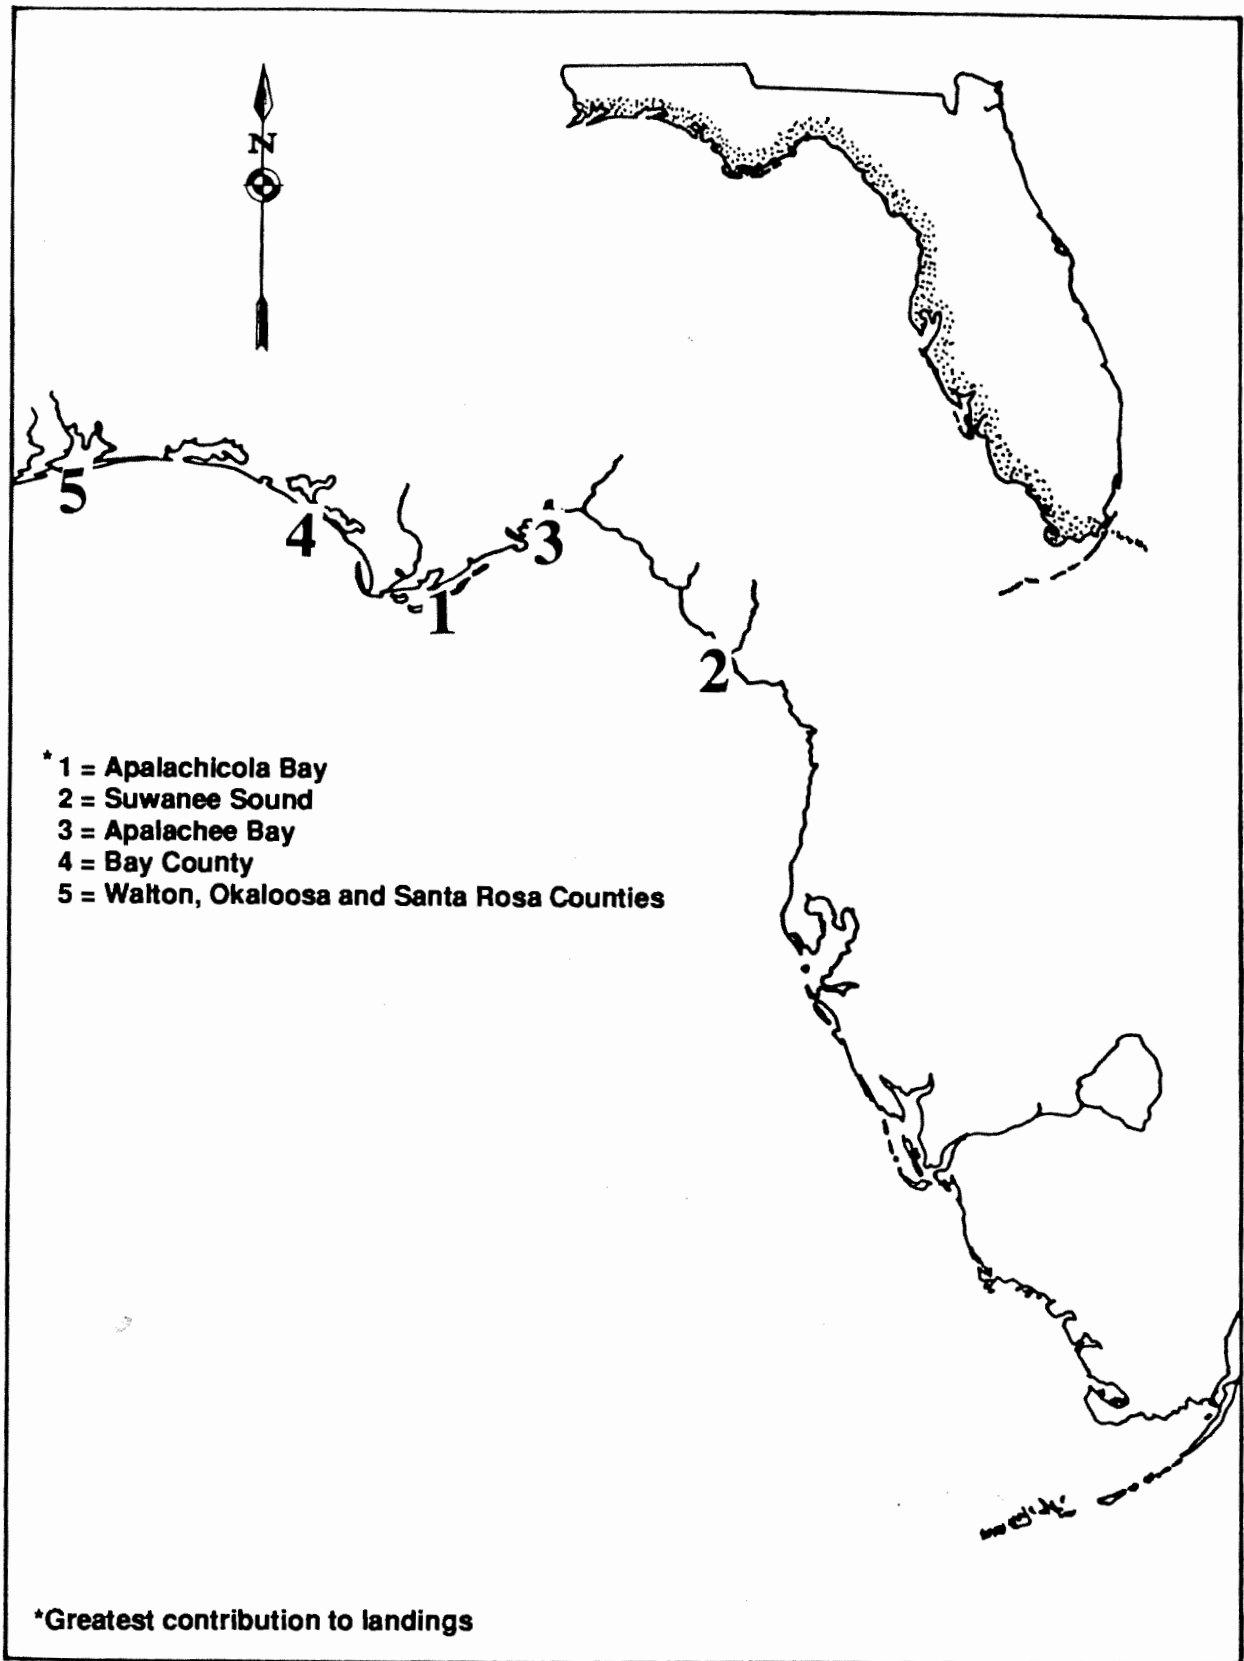 N
5
4
3
1
2
* 1 = Apalachicola Bay
2 = Suwanee Sound
3 = Apalachee Bay
4 = Bay County
5 = Walton, Okaloosa and Santa Rosa Counties
*Greatest contribution to landings